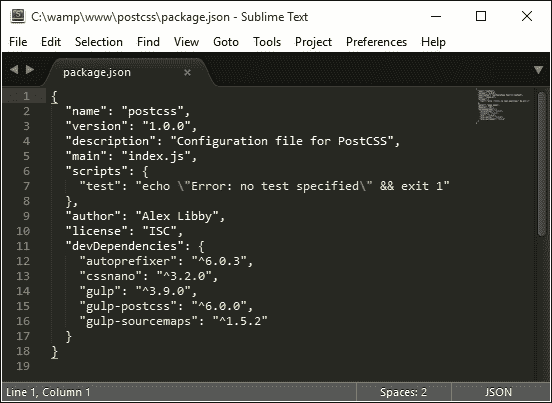 C:\wamp\www\postcss\package.json - Sublime Text
File Edit Selection Find View Goto Tools Project Preferences Help
package.json
1 {
2 "name": "postcss",
3 "version": "1.0.0",
4 "description": "Configuration file for PostCSS",
5 "main": "index.js",
6 "scripts": {
7 "test": "echo \"Error: no test specified\" && exit 1"
8 },
9 "author": "Alex Libby",
10 "license": "ISC",
11 "devDependencies": {
12 "autoprefixer": "^6.0.3",
13 "cssnano": "^3.2.0",
14 "gulp": "^3.9.0",
15 "gulp-postcss": "^6.0.0",
16 "gulp-sourcemaps": "^1.5.2"
17 }
18 }
19
Line 1, Column 1 Spaces: 2 JSON